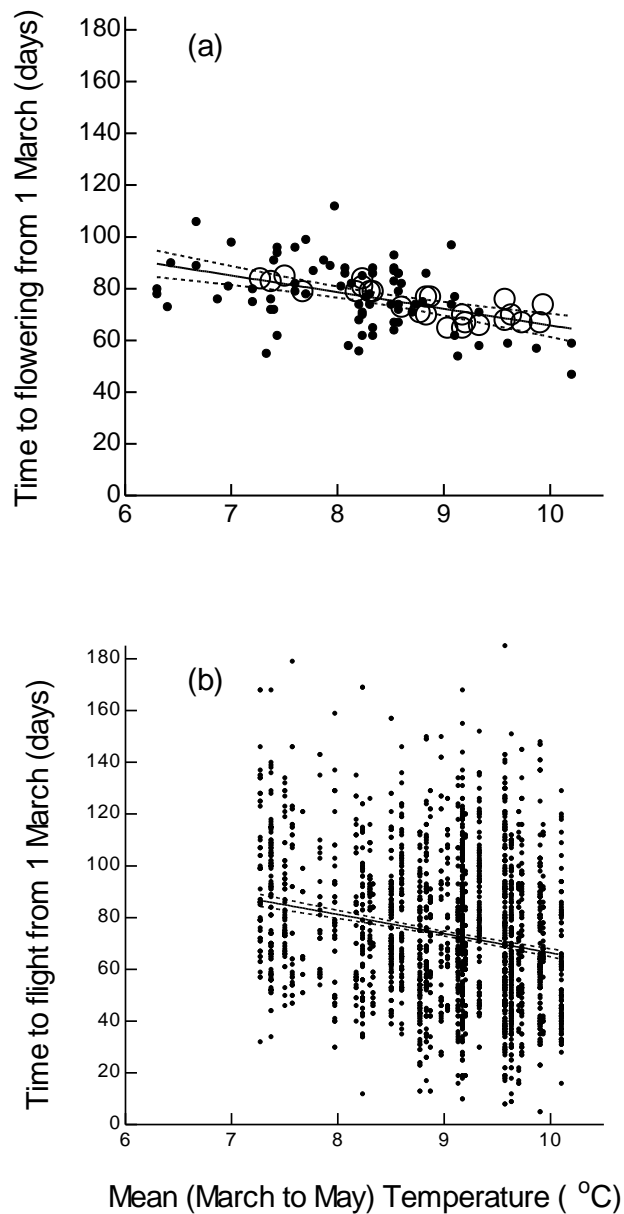 180
(a)
160
140
120
100
80
60
40
20
0
6 7 8 9 10
Time to flowering from 1 March (days)
180
(b)
160
140
120
100
80
60
40
20
0
6 7 8 9 10
Time to flight from 1 March (days)
Mean (March to May) Temperature ( ºC)